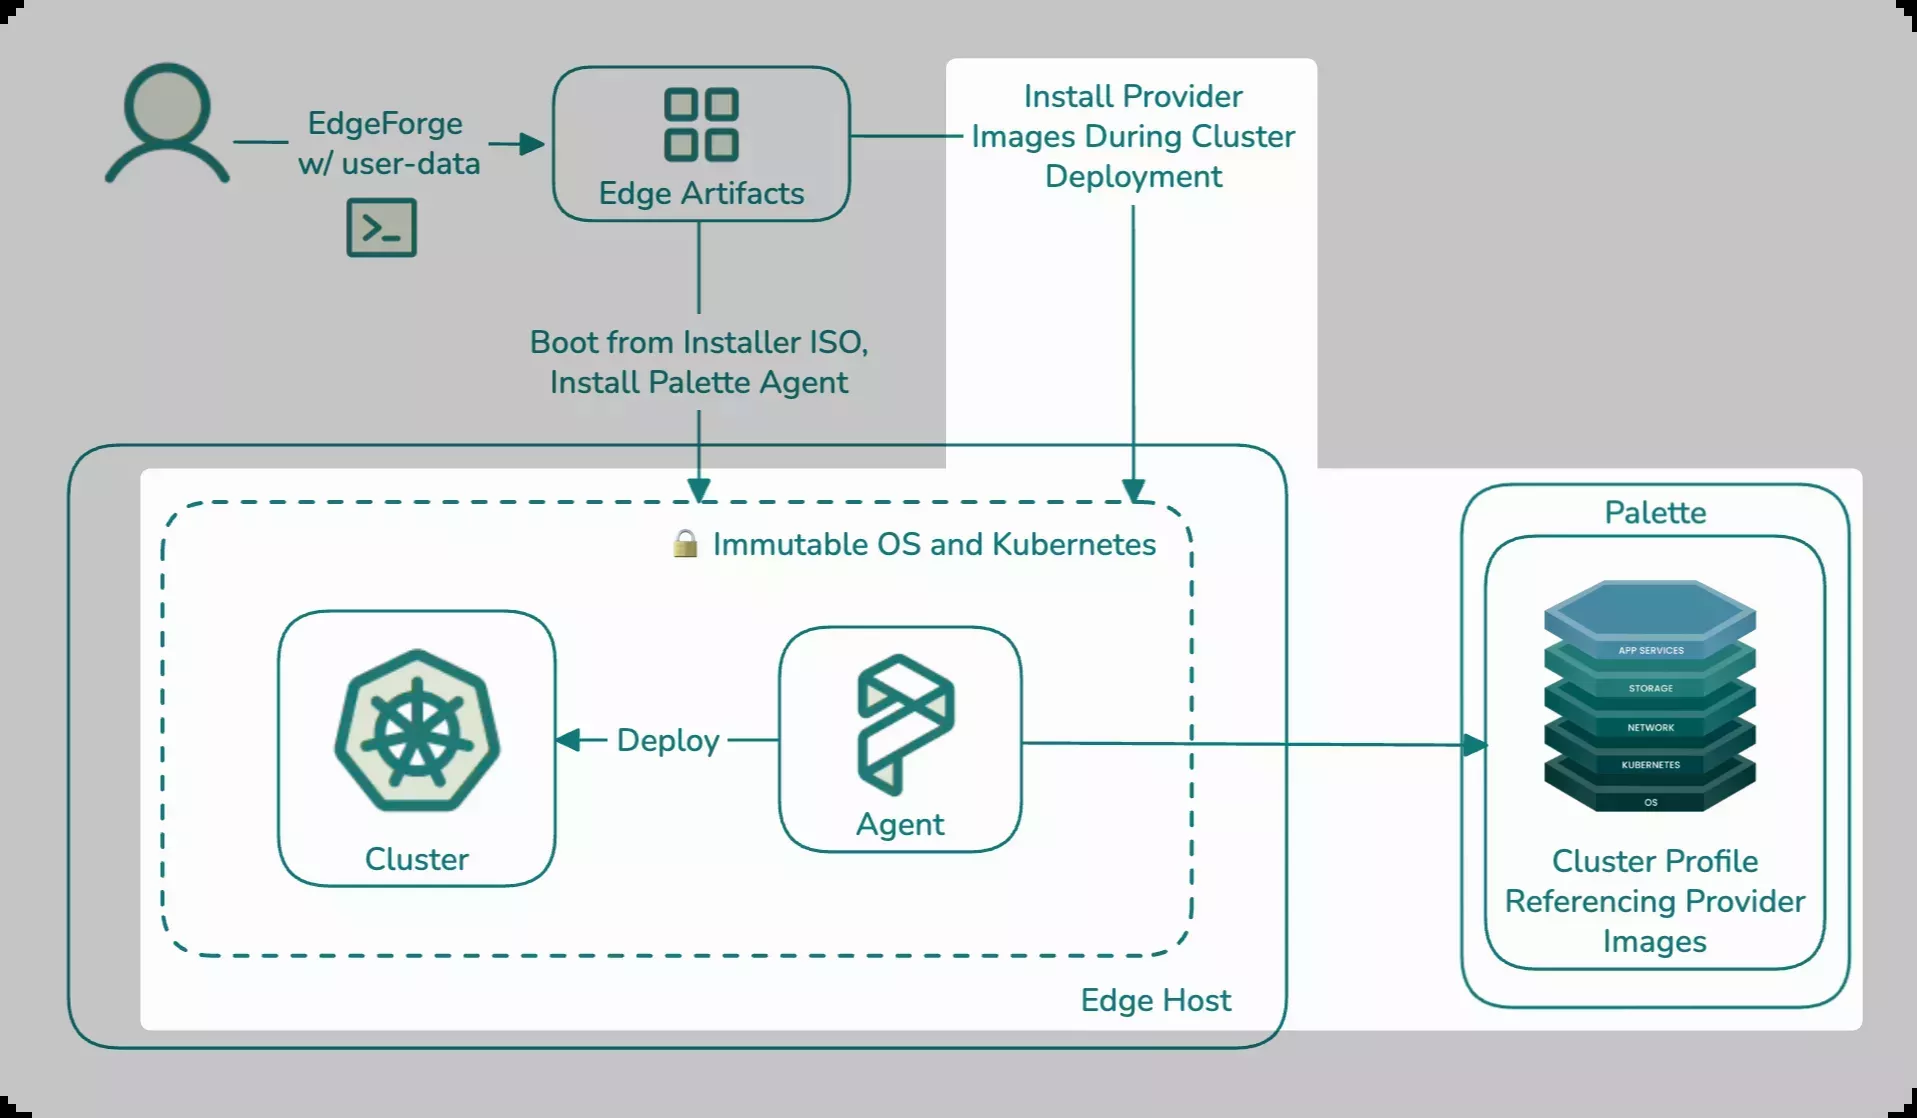 EdgeForge
w/ user-data
>_
Edge Artifacts
Install Provider
Images During Cluster
Deployment
Boot from Installer ISO,
Install Palette Agent
Immutable OS and Kubernetes
Cluster
Deploy
Agent
Edge Host
Palette
APP SERVICES
STORAGE
NETWORK
KUBERNETES
OS
Cluster Profile
Referencing Provider
Images